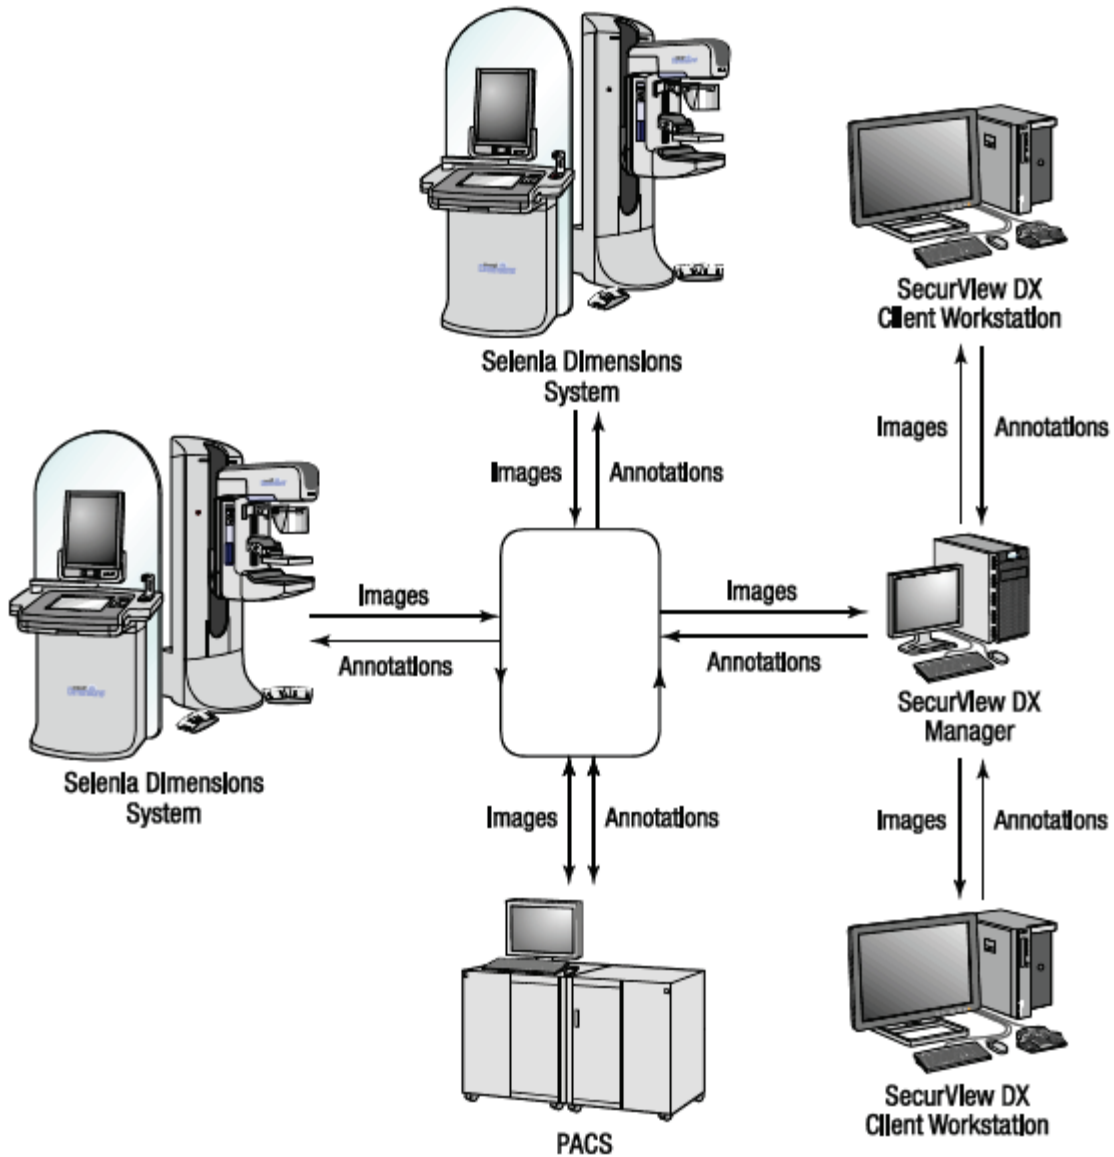 SecurView DX
Client Workstation
Selenia Dimensions
System
Images
Annotations
Images
Annotations
Images
Annotations
Images
Annotations
SecurView DX
Manager
Selenia Dimensions
System
Images
Annotations
Images
Annotations
SecurView DX
Client Workstation
PACS